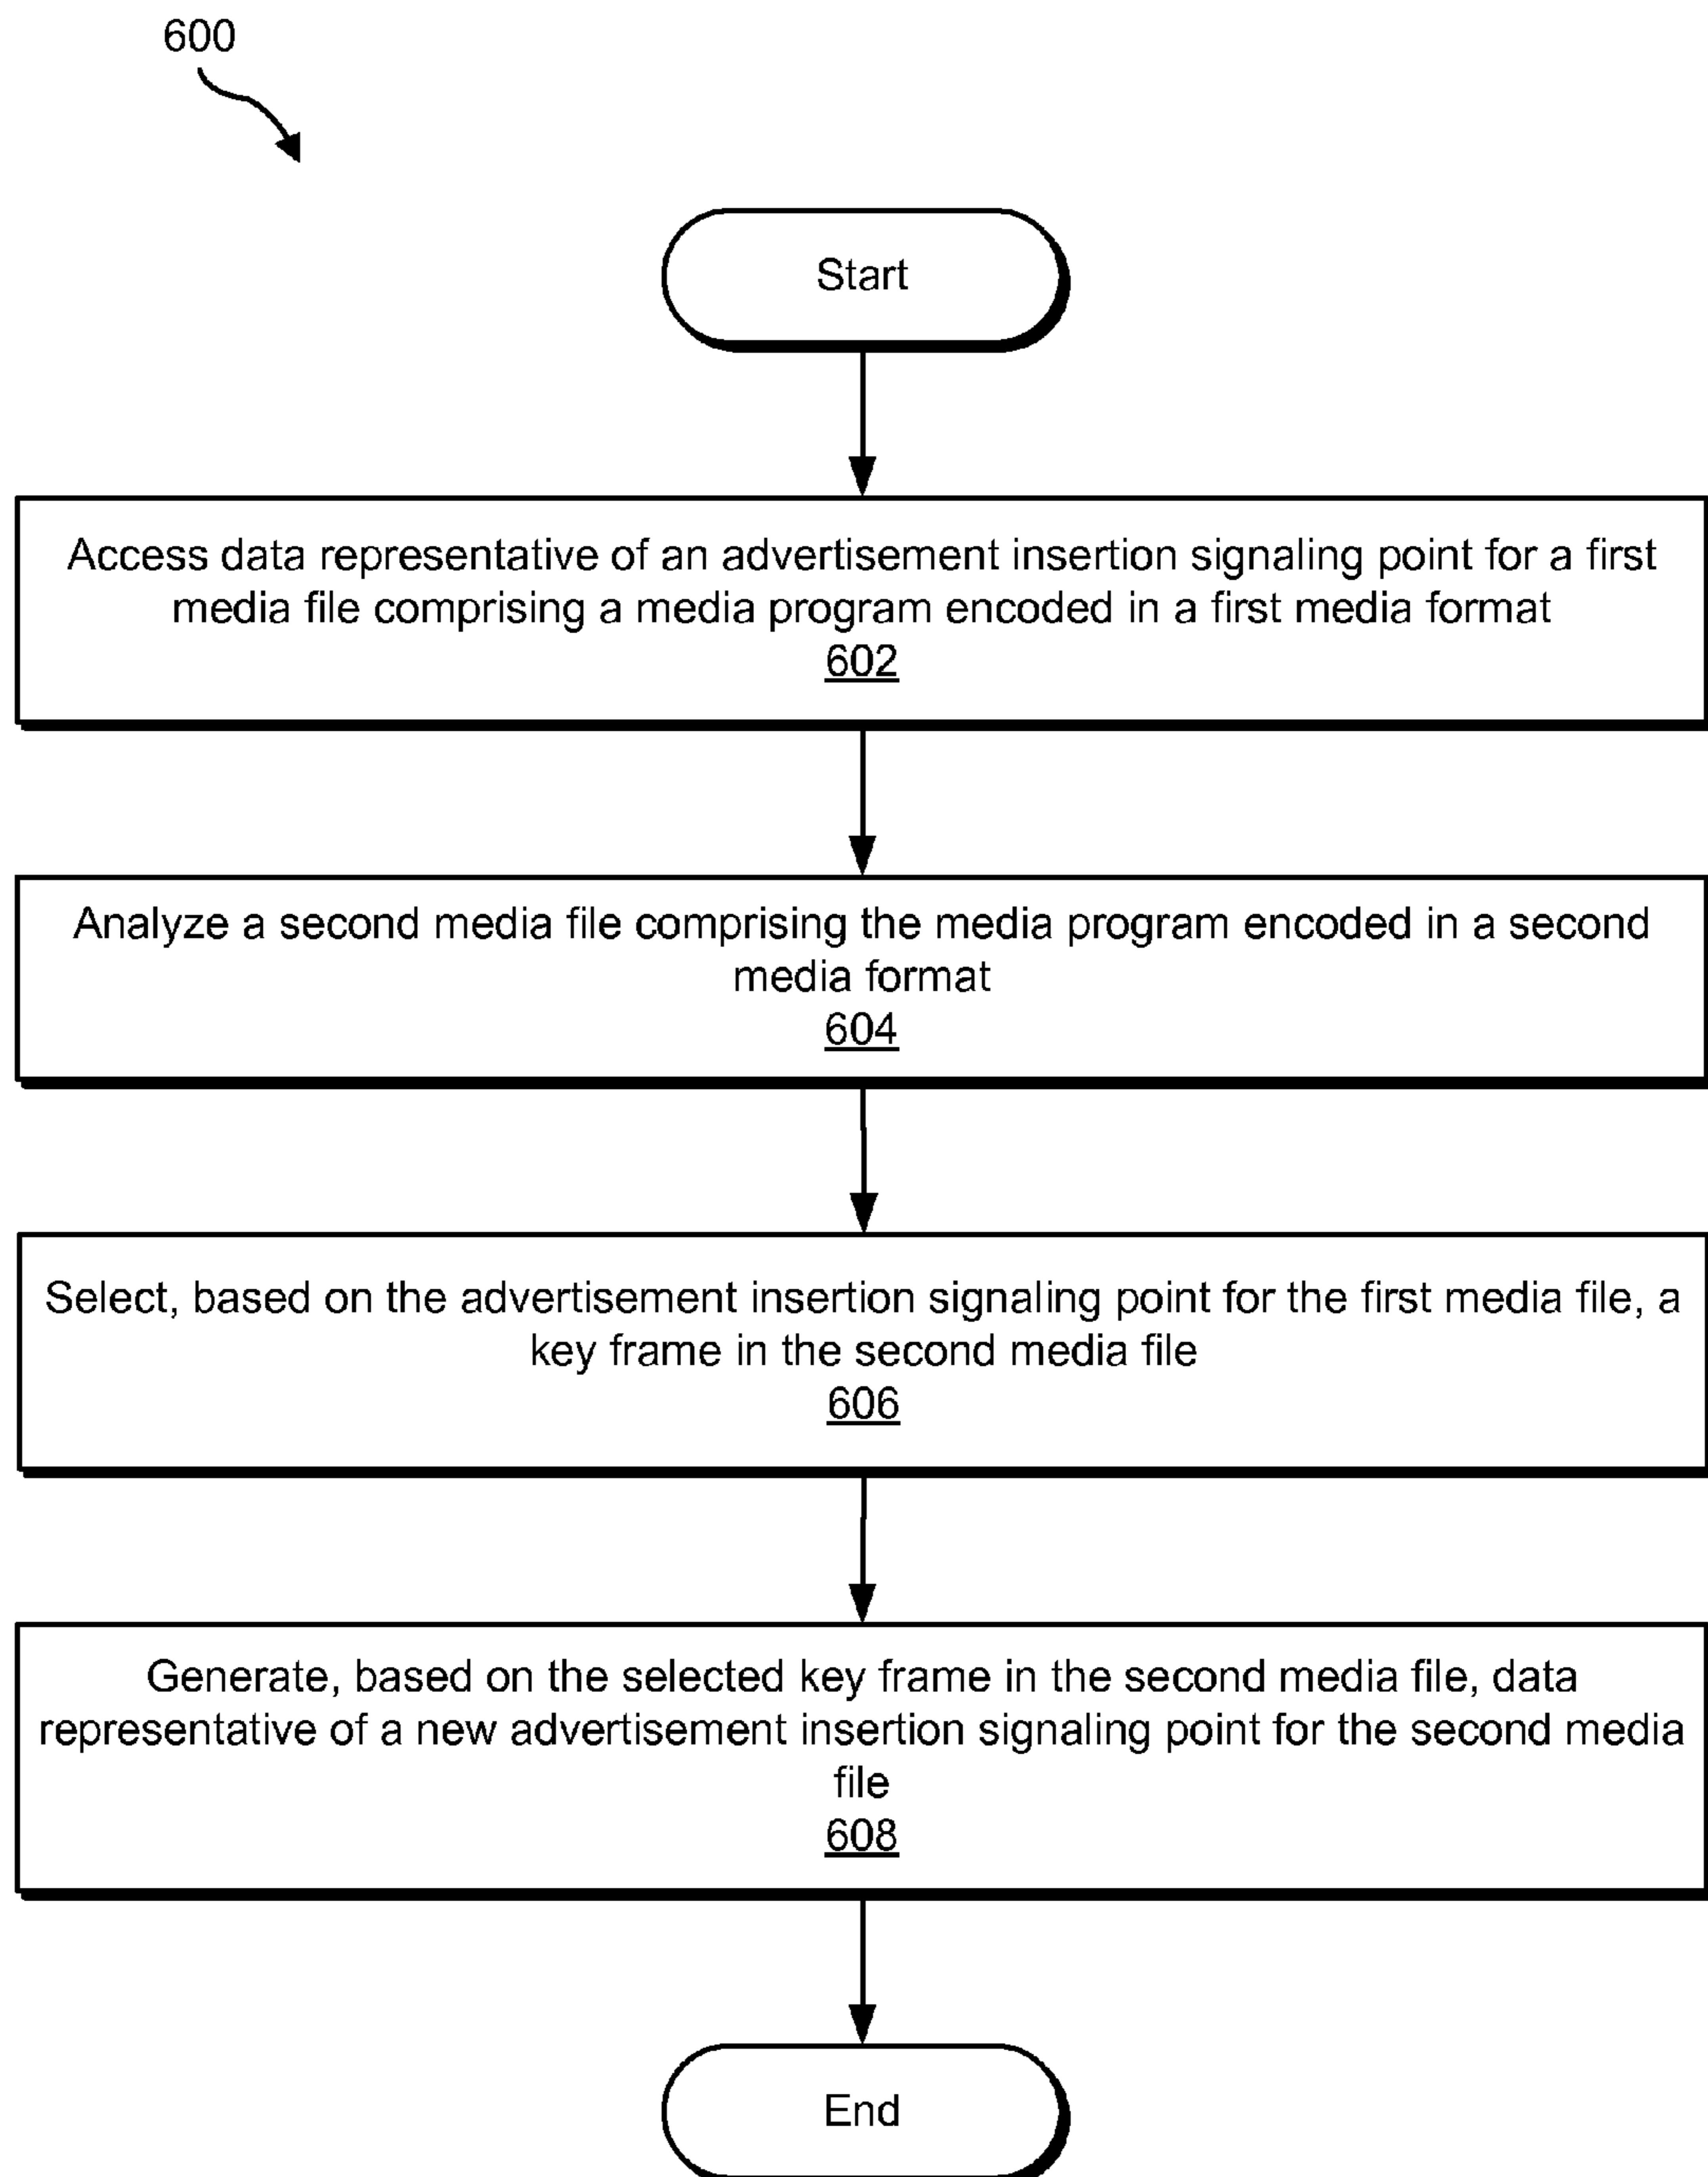 600
Start
Access data representative of an advertisement insertion signaling point for a first
media file comprising a media program encoded in a first media format
602
Analyze a second media file comprising the media program encoded in a second
media format
604
Select, based on the advertisement insertion signaling point for the first media file, a
key frame in the second media file
606
Generate, based on the selected key frame in the second media file, data
representative of a new advertisement insertion signaling point for the second media
file
608
End